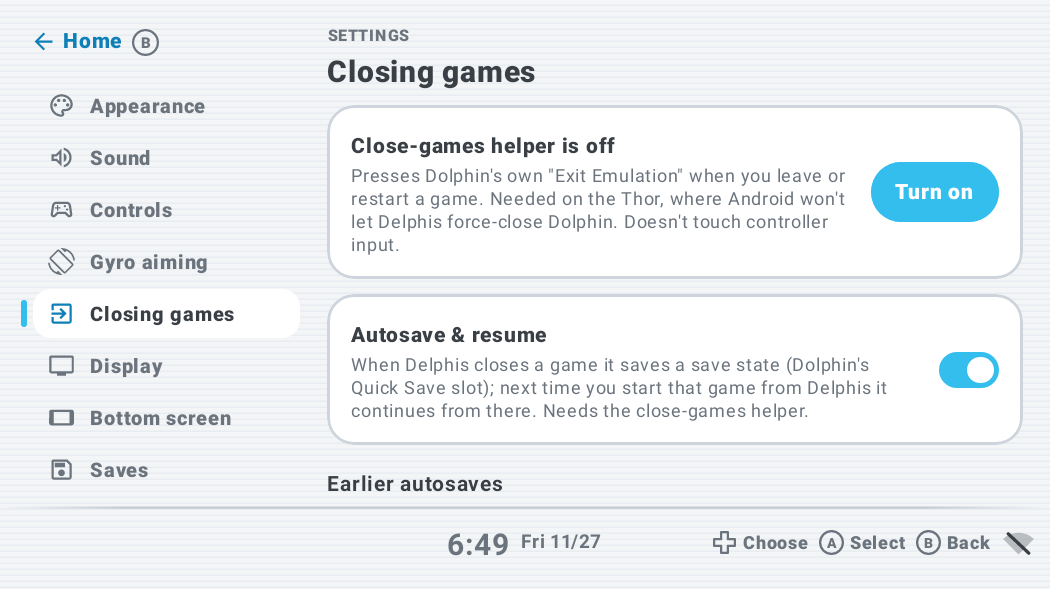 Home B
Appearance
Sound
Controls
Gyro aiming
Closing games
Display
Bottom screen
Saves
SETTINGS
Closing games
Close-games helper is off
Presses Dolphin's own "Exit Emulation" when you leave or
restart a game. Needed on the Thor, where Android won't
let Delphis force-close Dolphin. Doesn't touch controller
input.
Turn on
Autosave & resume
When Delphis closes a game it saves a save state (Dolphin's
Quick Save slot); next time you start that game from Delphis it
continues from there. Needs the close-games helper.
Earlier autosaves
6:49 Fri 11/27
Choose A Select B Back